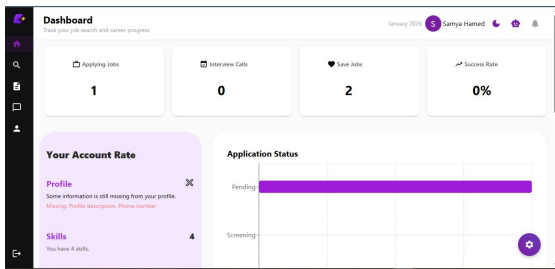 Dashboard
Track your job search and career progress
January 2026
S
Samya Hamed
Applying Jobs
1
Interview Calls
0
Save Jobs
2
Success Rate
0%
Your Account Rate
Profile
Some information is still missing from your profile.
Missing: Profile description. Phone number
Skills
4
You have 4 skills.
Application Status
Pending
Screening